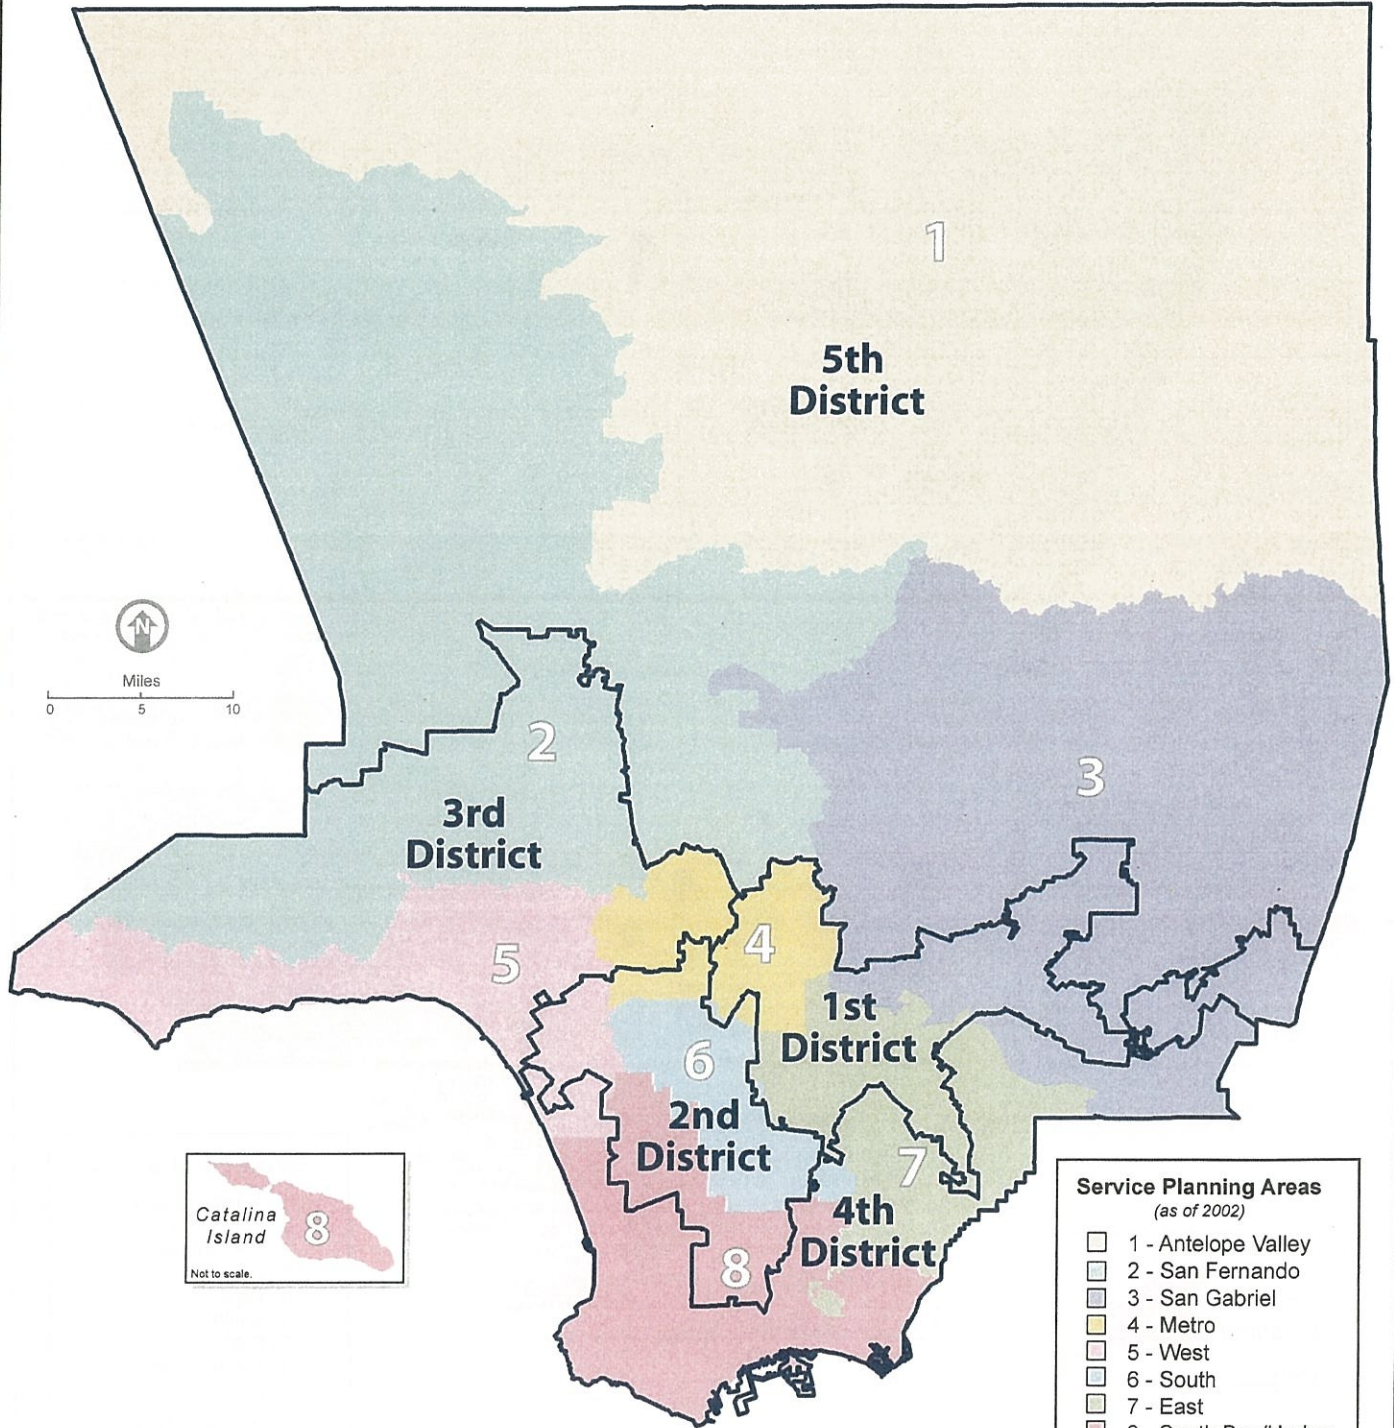 1
5th
District
N
Miles
0 5 10
2
3
3rd
District
4
5
1st
District
6
2nd
District
7
4th
District
8
Catalina
Island
8
Not to scale.
Service Planning Areas
(as of 2002)
1 - Antelope Valley
2 - San Fernando
3 - San Gabriel
4 - Metro
5 - West
6 - South
7 - East